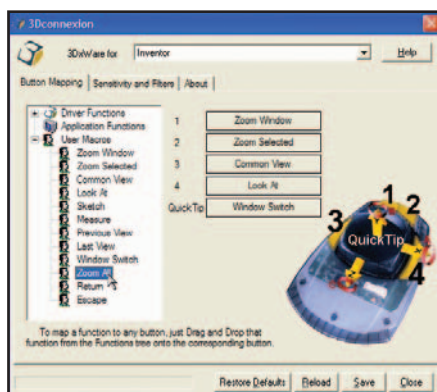 3Dconnexion
3DxWare for Inventor Help
Button Mapping Sensitivity and Filters About
Driver Functions
Application Functions
User Macros
Zoom Window
Zoom Selected
Common View
Look At
Sketch
Measure
Previous View
Last View
Window Switch
Zoom All
Return
Escape
1 Zoom Window
2 Zoom Selected
3 Common View
4 Look At
QuickTip Window Switch
1 2
3 QuickTip
4
To map a function to any button, just Drag and Drop that
function from the Functions tree onto the corresponding button.
Restore Defaults Reload Save Close